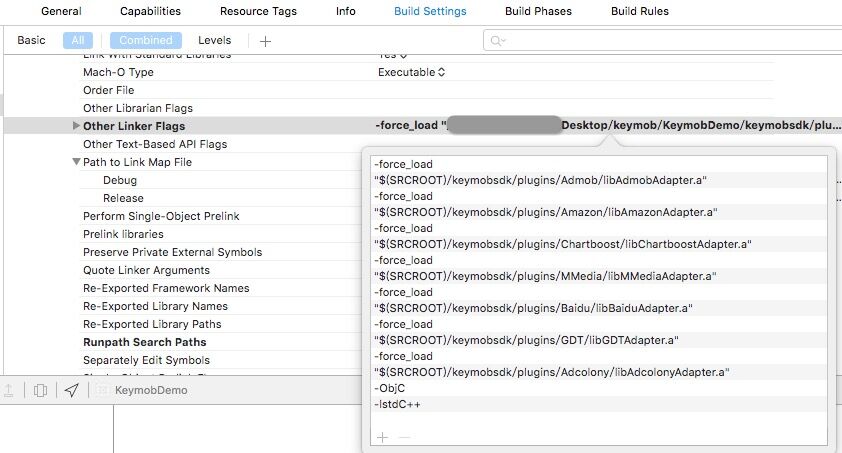 General Capabilities Resource Tags Info Build Settings Build Phases Build Rules
Basic All Combined Levels
Link With Standard Libraries Yes
Mach-O Type Executable
Order File
Other Librarian Flags
Other Linker Flags -force_load " Desktop/keymob/KeymobDemo/keymobsdk/plu...
Other Text-Based API Flags
Path to Link Map File
Debug
Release
Perform Single-Object Prelink
Prelink libraries
Preserve Private External Symbols
Quote Linker Arguments
Re-Exported Framework Names
Re-Exported Library Names
Re-Exported Library Paths
Runpath Search Paths
Separately Edit Symbols
KeymobDemo
-force_load
"$(SRCROOT)/keymobsdk/plugins/Admob/libAdmobAdapter.a"
-force_load
"$(SRCROOT)/keymobsdk/plugins/Amazon/libAmazonAdapter.a"
-force_load
"$(SRCROOT)/keymobsdk/plugins/Chartboost/libChartboostAdapter.a"
-force_load
"$(SRCROOT)/keymobsdk/plugins/MMedia/libMMediaAdapter.a"
-force_load
"$(SRCROOT)/keymobsdk/plugins/Baidu/libBaiduAdapter.a"
-force_load
"$(SRCROOT)/keymobsdk/plugins/GDT/libGDTAdapter.a"
-force_load
"$(SRCROOT)/keymobsdk/plugins/Adcolony/libAdcolonyAdapter.a"
-ObjC
-lstdC++